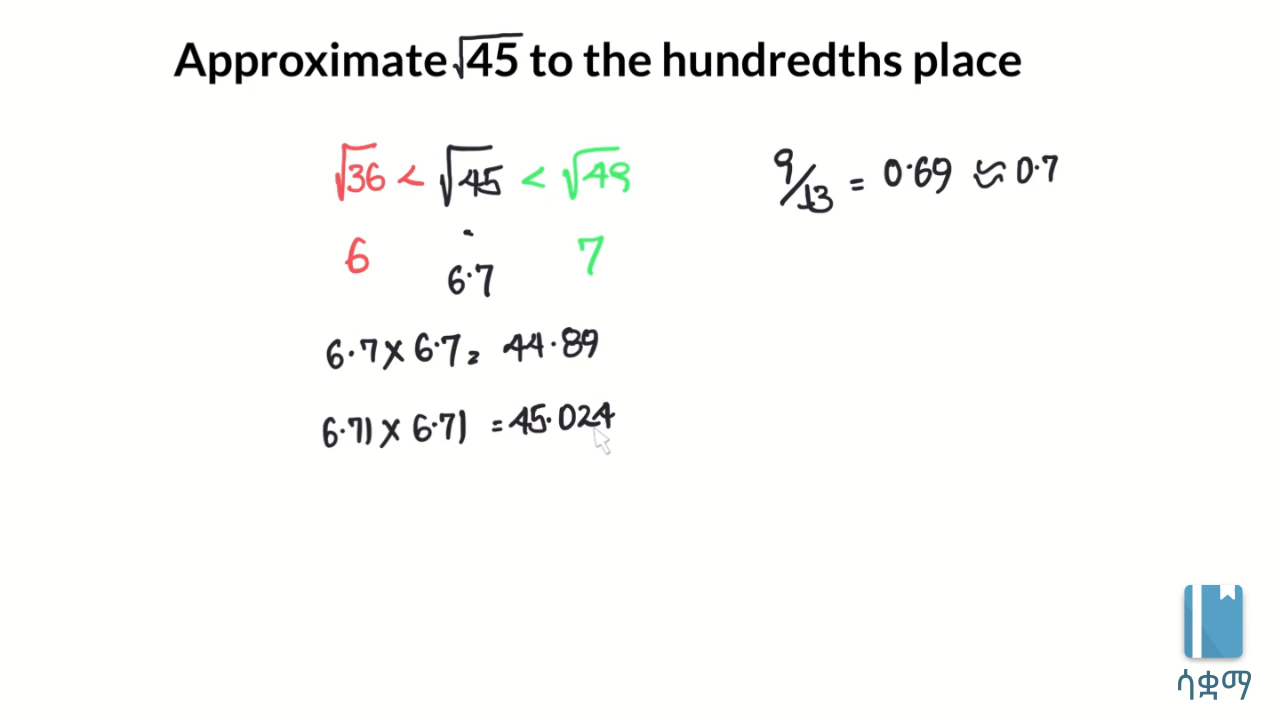 Approximate √45 to the hundredths place
√36 < √45 < √49
9/13 = 0.69 ≈ 0.7
6 6.7 7
6.7 x 6.7 = 44.89
6.71 x 6.71 = 45.024
ሳቋማ